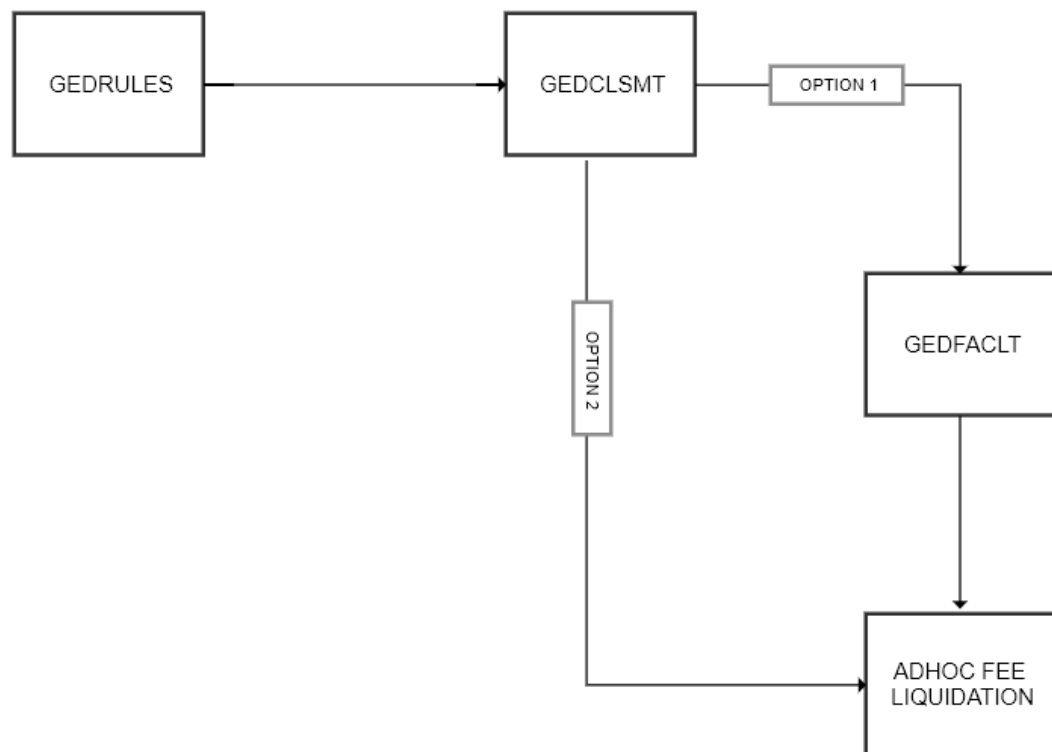 GEDRULES
GEDCLSMT
OPTION 1
OPTION 2
GEDFACLT
ADHOC FEE
LIQUIDATION